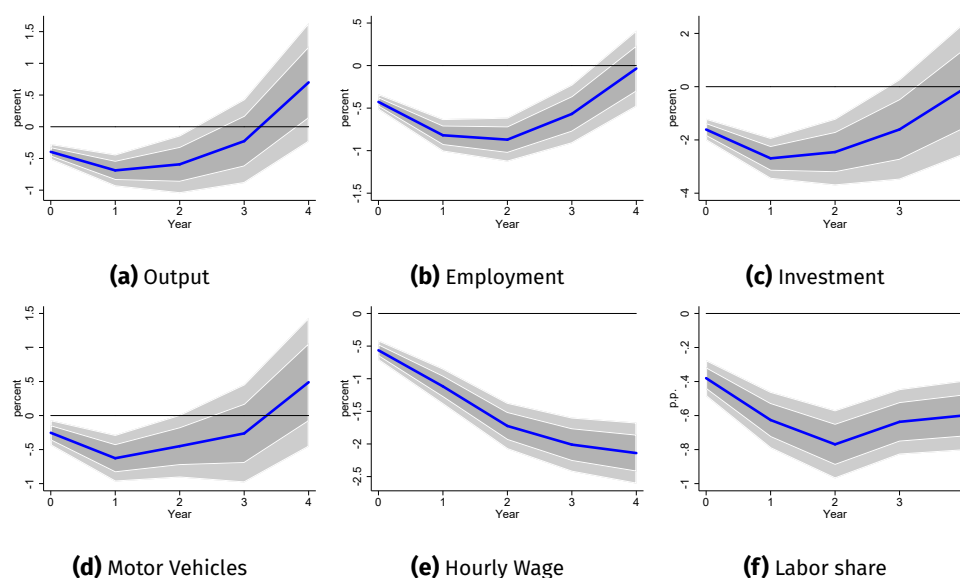 percent
1.5
1
.5
0
-.5
-1
0 1 2 3 4
Year
(a) Output
percent
.5
0
-.5
-1
-1.5
0 1 2 3 4
Year
(b) Employment
percent
2
0
-2
-4
0 1 2 3
Year
(c) Investment
percent
1.5
1
.5
0
-.5
-1
0 1 2 3 4
Year
(d) Motor Vehicles
percent
0
-.5
-1
-1.5
-2
-2.5
0 1 2 3 4
Year
(e) Hourly Wage
p.p.
0
-.2
-.4
-.6
-.8
-1
0 1 2 3
Year
(f) Labor share